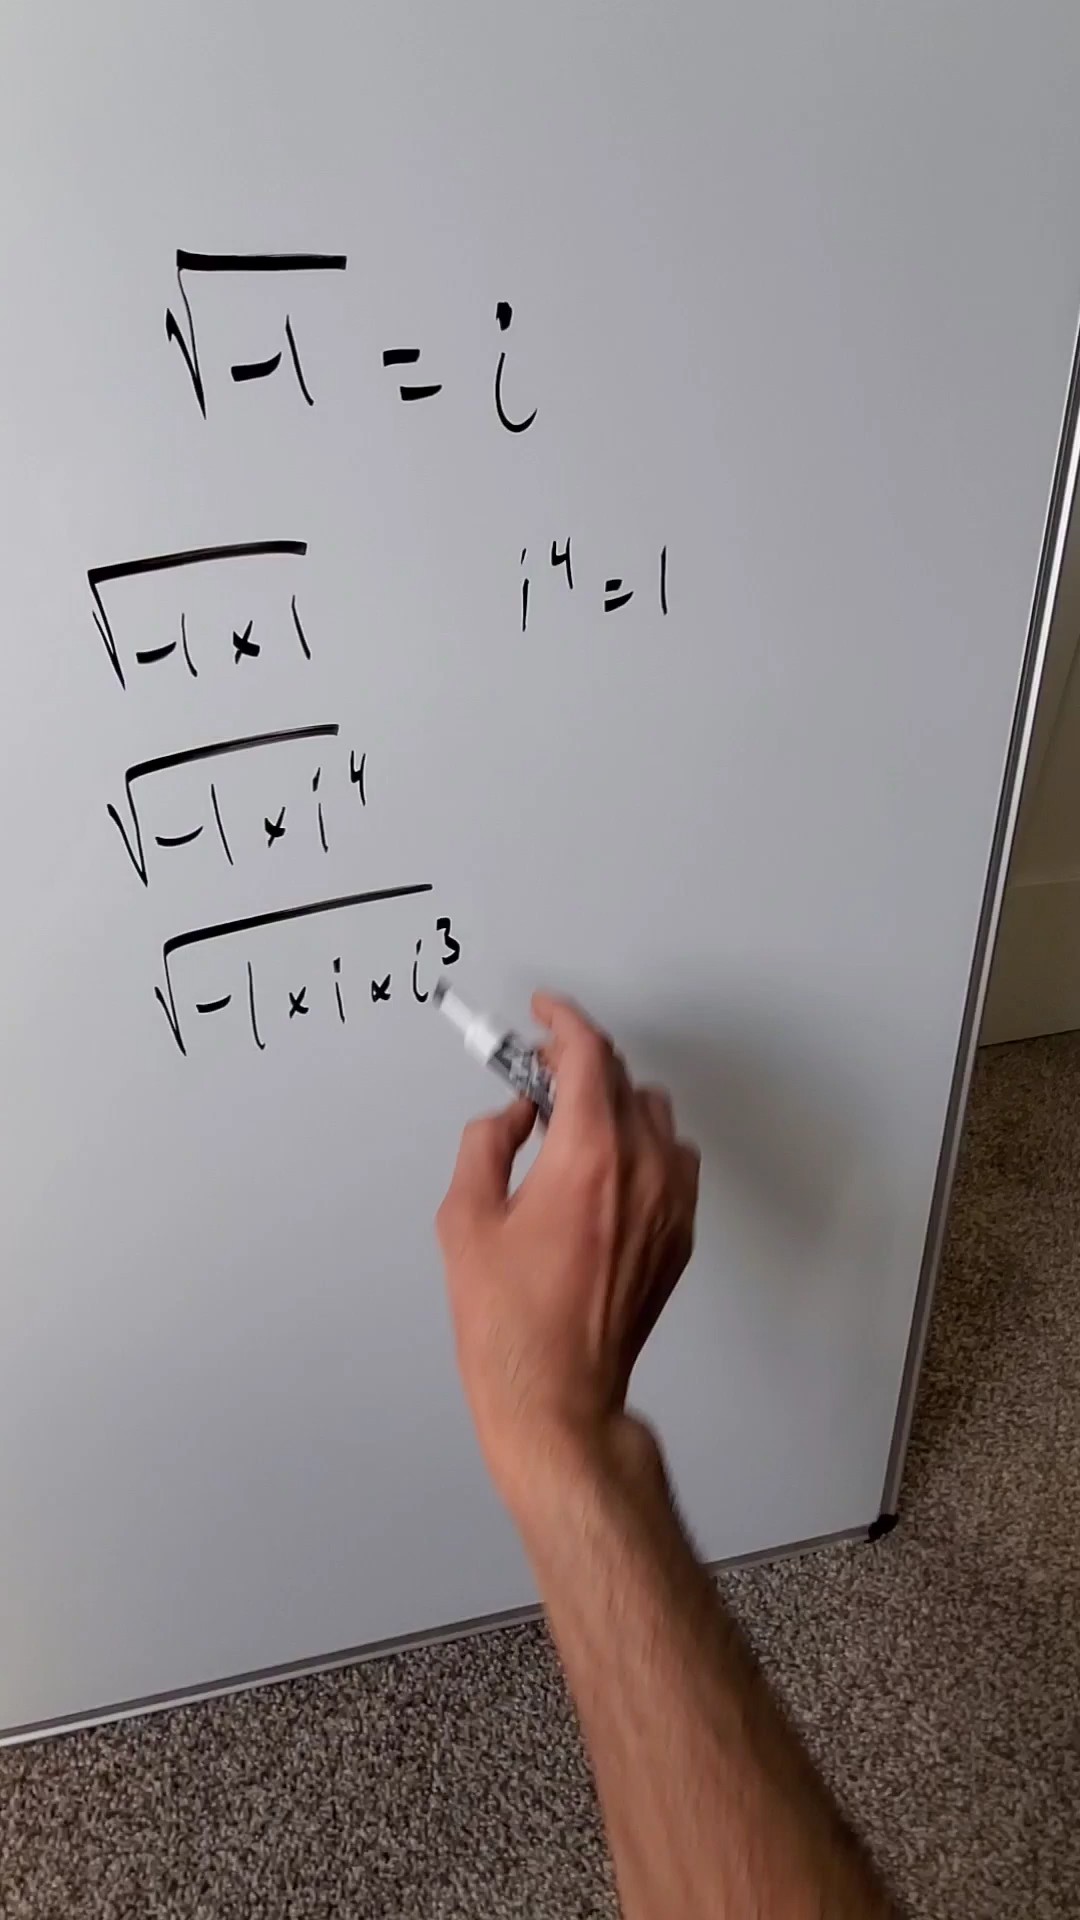 √-1 = i
√-1 × 1
i⁴ = 1
√-1 × i⁴
√-1 × i × i³